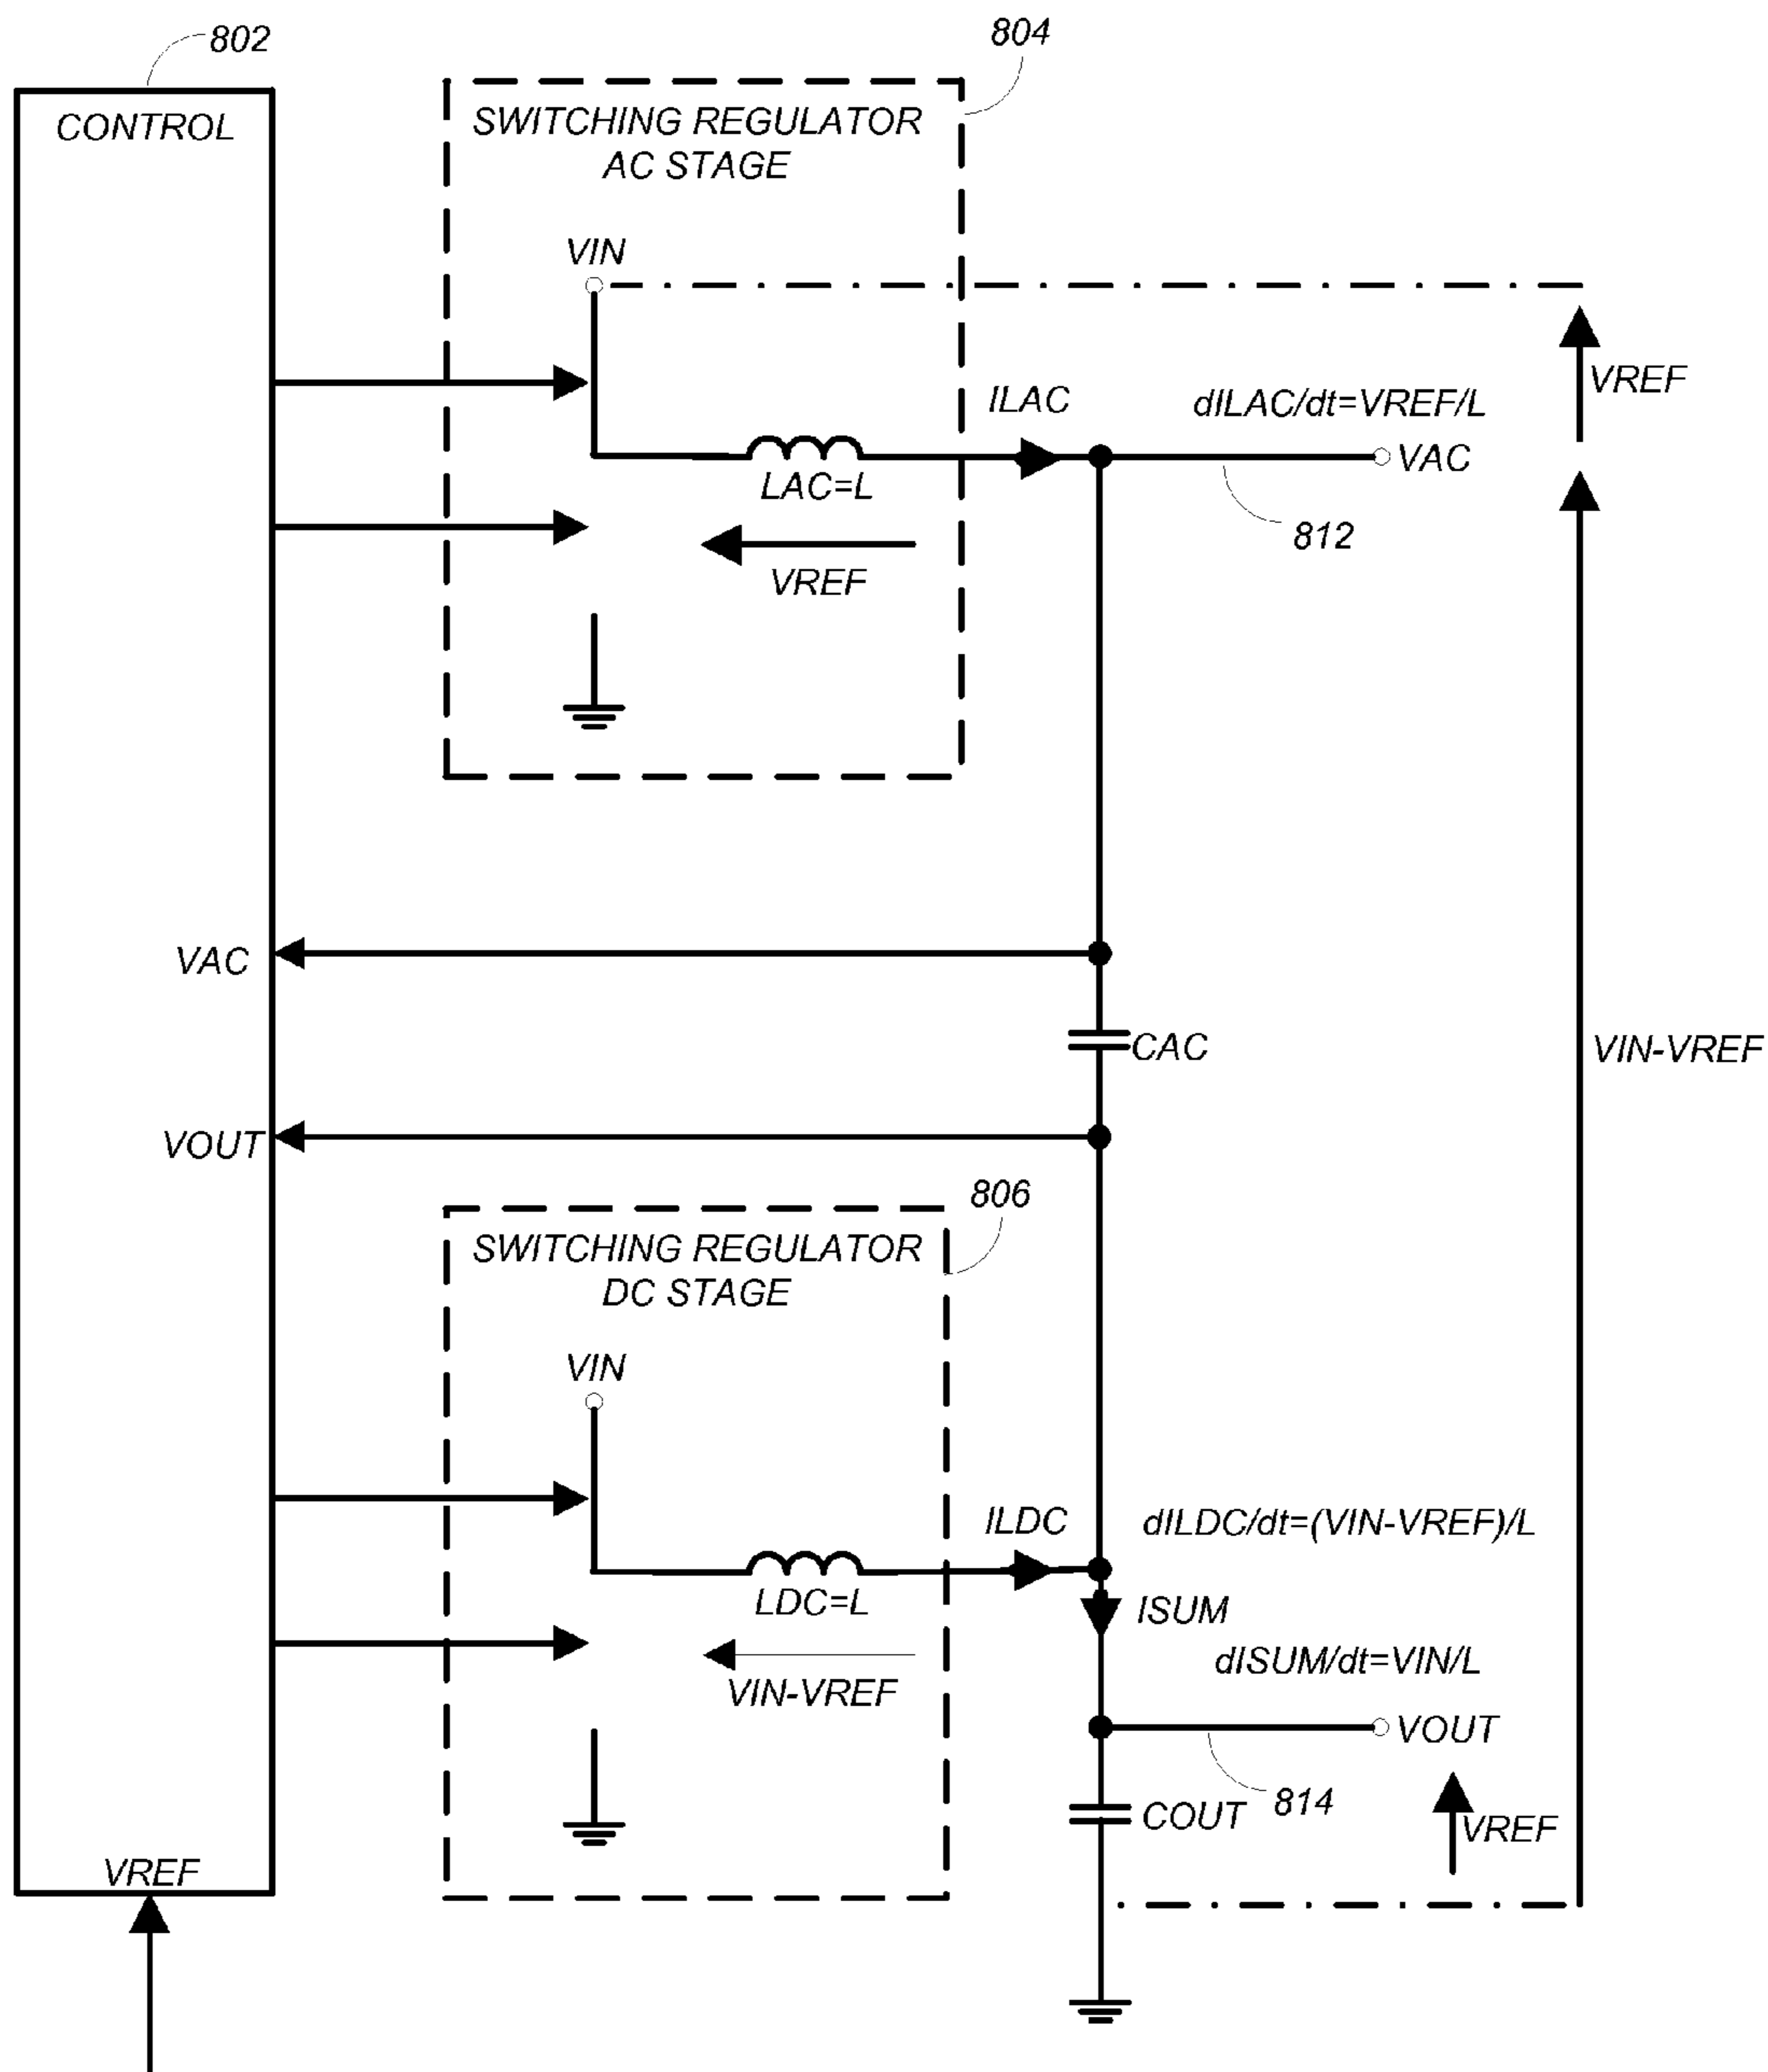 802
804
CONTROL
SWITCHING REGULATOR
AC STAGE
VIN
VREF
ILAC
dILAC/dt=VREF/L
VAC
LAC=L
812
VREF
VAC
CAC
VIN-VREF
VOUT
806
SWITCHING REGULATOR
DC STAGE
VIN
ILDC
dILDC/dt=(VIN-VREF)/L
LDC=L
ISUM
dISUM/dt=VIN/L
VIN-VREF
VOUT
814
COUT
VREF
VREF